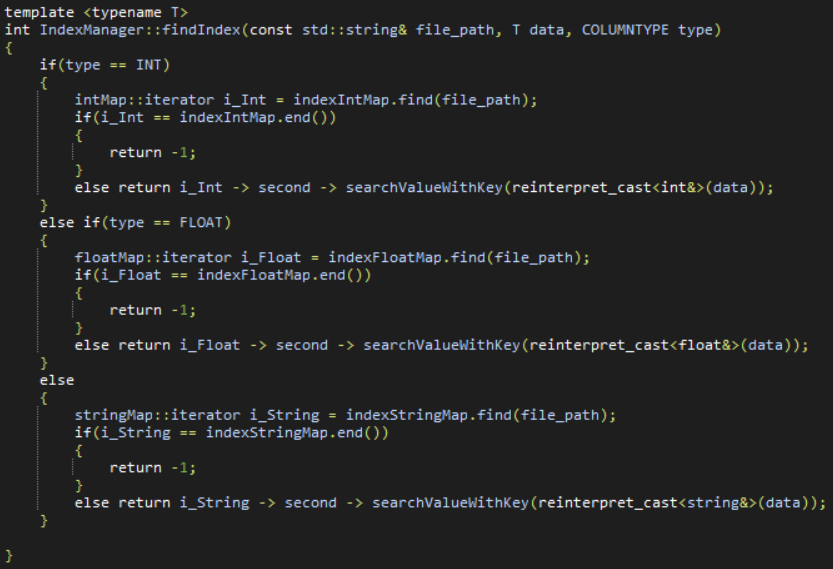 template <typename T>
int IndexManager::findIndex(const std::string& file_path, T data, COLUMNTYPE type)
{
    if(type == INT)
    {
        intMap::iterator i_Int = indexIntMap.find(file_path);
        if(i_Int == indexIntMap.end())
        {
            return -1;
        }
        else return i_Int -> second -> searchValueWithKey(reinterpret_cast<int&>(data));
    }
    else if(type == FLOAT)
    {
        floatMap::iterator i_Float = indexFloatMap.find(file_path);
        if(i_Float == indexFloatMap.end())
        {
            return -1;
        }
        else return i_Float -> second -> searchValueWithKey(reinterpret_cast<float&>(data));
    }
    else
    {
        stringMap::iterator i_String = indexStringMap.find(file_path);
        if(i_String == indexStringMap.end())
        {
            return -1;
        }
        else return i_String -> second -> searchValueWithKey(reinterpret_cast<string&>(data));
    }

}